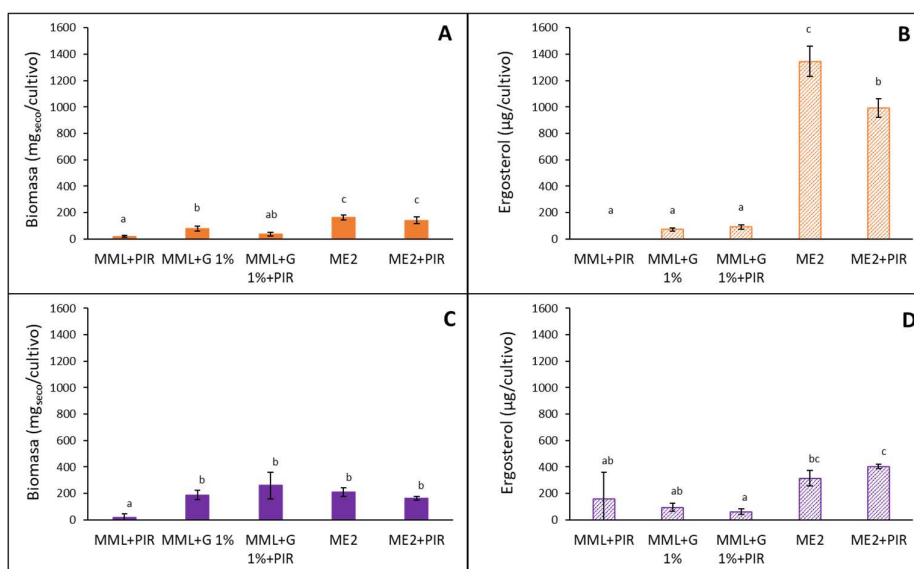 A
Biomasa (mg_seco/cultivo)
1600
1400
1200
1000
800
600
400
200
0
a
b
ab
c
c
MML+PIR
MML+G 1%
MML+G
1%+PIR
ME2
ME2+PIR
B
Ergosterol (µg/cultivo)
1600
1400
1200
1000
800
600
400
200
0
a
a
a
c
b
MML+PIR
MML+G
1%
MML+G
1%+PIR
ME2
ME2+PIR
C
Biomasa (mg_seco/cultivo)
1600
1400
1200
1000
800
600
400
200
0
a
b
b
b
b
MML+PIR
MML+G 1%
MML+G
1%+PIR
ME2
ME2+PIR
D
Ergosterol (µg/cultivo)
1600
1400
1200
1000
800
600
400
200
0
ab
ab
a
bc
c
MML+PIR
MML+G
1%
MML+G
1%+PIR
ME2
ME2+PIR